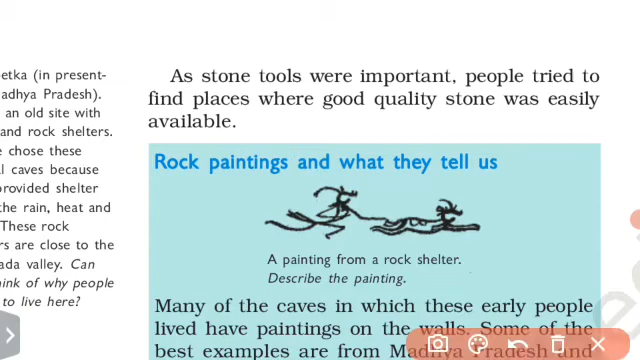 etka (in present-
adhya Pradesh).
an old site with
and rock shelters.
e chose these
l caves because
provided shelter
the rain, heat and
These rock
rs are close to the
ada valley. Can
ink of why people
to live here?
As stone tools were important, people tried to
find places where good quality stone was easily
available.
Rock paintings and what they tell us
A painting from a rock shelter.
Describe the painting.
Many of the caves in which these early people
lived have paintings on the walls. Some of the
best examples are from Madhya Pradesh and